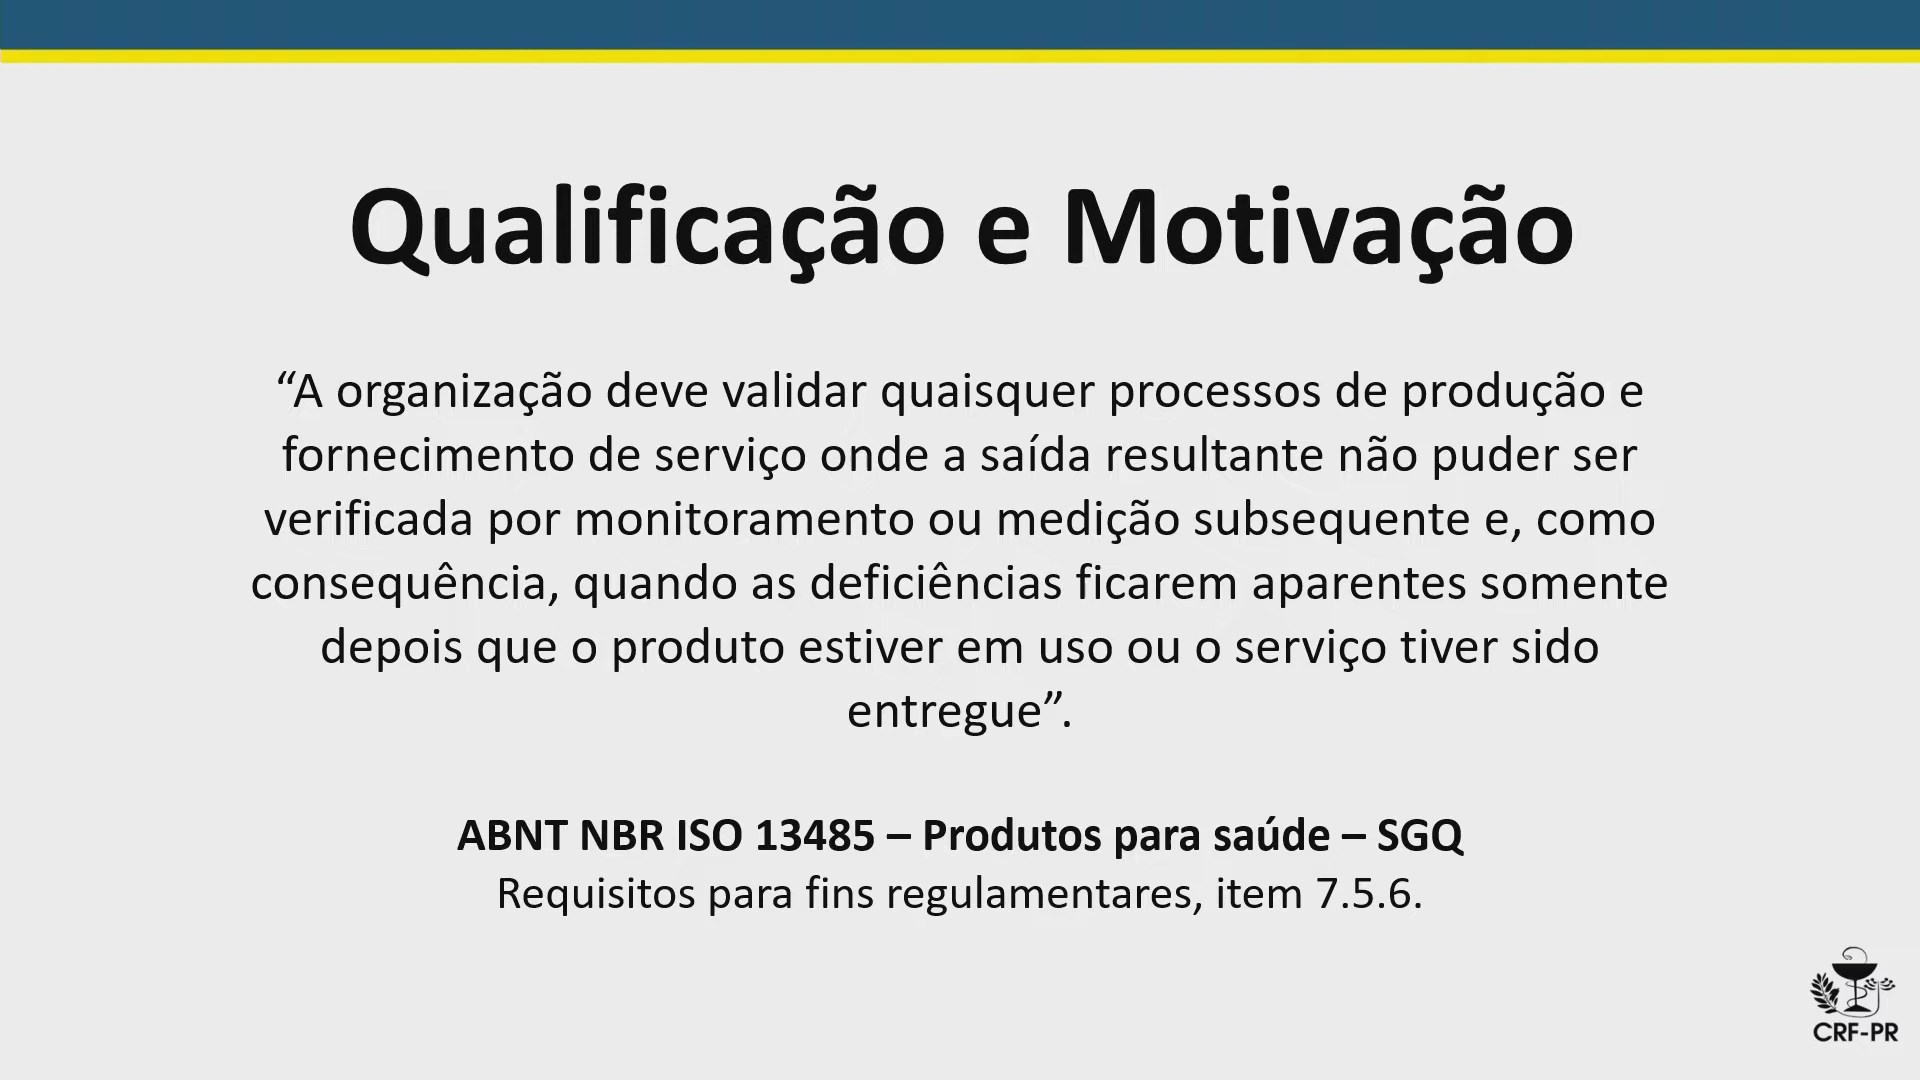 Qualificação e Motivação
“A organização deve validar quaisquer processos de produção e
fornecimento de serviço onde a saída resultante não puder ser
verificada por monitoramento ou medição subsequente e, como
consequência, quando as deficiências ficarem aparentes somente
depois que o produto estiver em uso ou o serviço tiver sido
entregue”.
ABNT NBR ISO 13485 – Produtos para saúde – SGQ
Requisitos para fins regulamentares, item 7.5.6.
CRF-PR